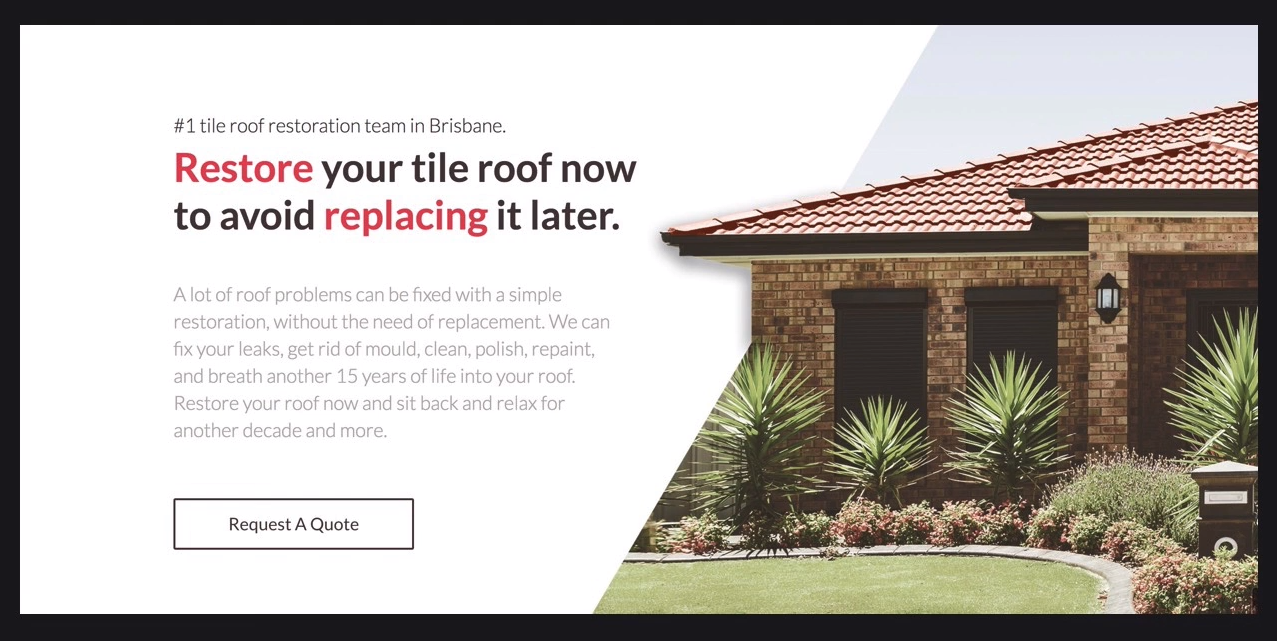 #1 tile roof restoration team in Brisbane.
Restore your tile roof now
to avoid replacing it later.
A lot of roof problems can be fixed with a simple
restoration, without the need of replacement. We can
fix your leaks, get rid of mould, clean, polish, repaint,
and breath another 15 years of life into your roof.
Restore your roof now and sit back and relax for
another decade and more.
Request A Quote